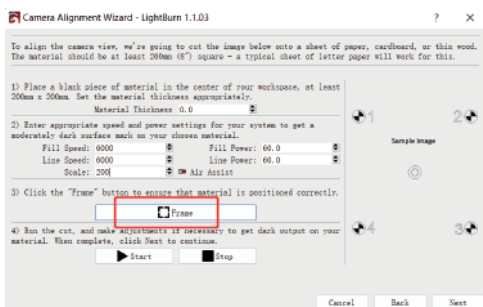 Camera Alignment Wizard - LightBurn 1.1.03
? ×
To align the camera view, we're going to cut the image below onto a sheet of paper, cardboard, or thin wood.
The material should be at least 200mm (8") square - a typical sheet of letter paper will work for this.
1) Place a blank piece of material in the center of your workspace, at least
200mm x 200mm. Set the material thickness appropriately.
Material Thickness 0.0
2) Enter appropriate speed and power settings for your system to get a
moderately dark surface mark on your chosen material.
Fill Speed: 6000 Fill Power: 60.0
Line Speed: 6000 Line Power: 60.0
Scale: 200 Air Assist
3) Click the "Frame" button to ensure that material is positioned correctly.
Frame
4) Run the cut, and make adjustments if necessary to get dark output on your
material. When complete, click Next to continue.
Start Stop
1 2
Sample Image
4 3
Cancel Back Next